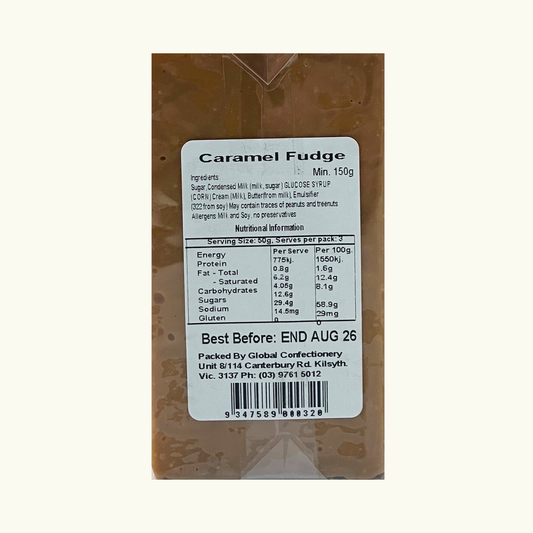 Caramel Fudge
Min. 150g
Ingredients:
Sugar,Condensed Milk (milk, sugar) GLUCOSE SYRUP
(CORN) Cream (Milk), Butter(from milk), Emulsifier
(322 from soy) May contain traces of peanuts and treenuts
Allergens Milk and Soy, no preservatives
Nutritional Information
Serving Size: 50g, Serves per pack: 3
Per Serve Per 100g.
Energy 775kj. 1550kj.
Protein 0.8g 1.6g
Fat - Total 6.2g 12.4g
- Saturated 4.05g 8.1g
Carbohydrates 12.6g
Sugars 29.4g 58.9g
Sodium 14.5mg 29mg
Gluten 0 0
Best Before: END AUG 26
Packed By Global Confectionery
Unit 8/114 Canterbury Rd. Kilsyth.
Vic. 3137 Ph: (03) 9761 5012
9 347589 000320